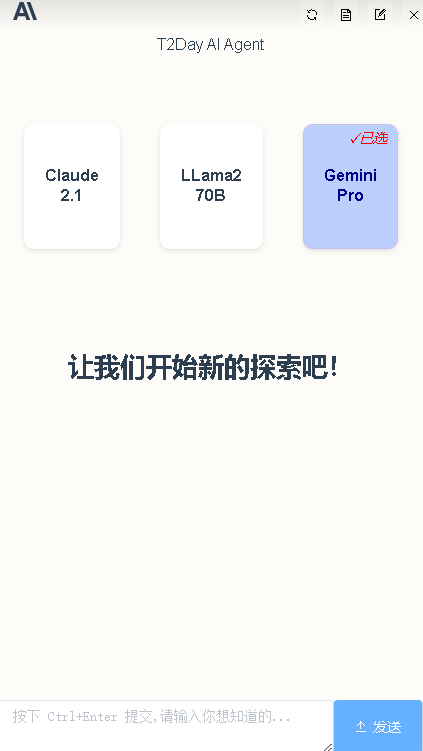 AI
T2Day AI Agent
✓已选
Claude
2.1
LLama2
70B
Gemini
Pro
让我们开始新的探索吧！
按下 Ctrl+Enter 提交,请输入你想知道的...
发送